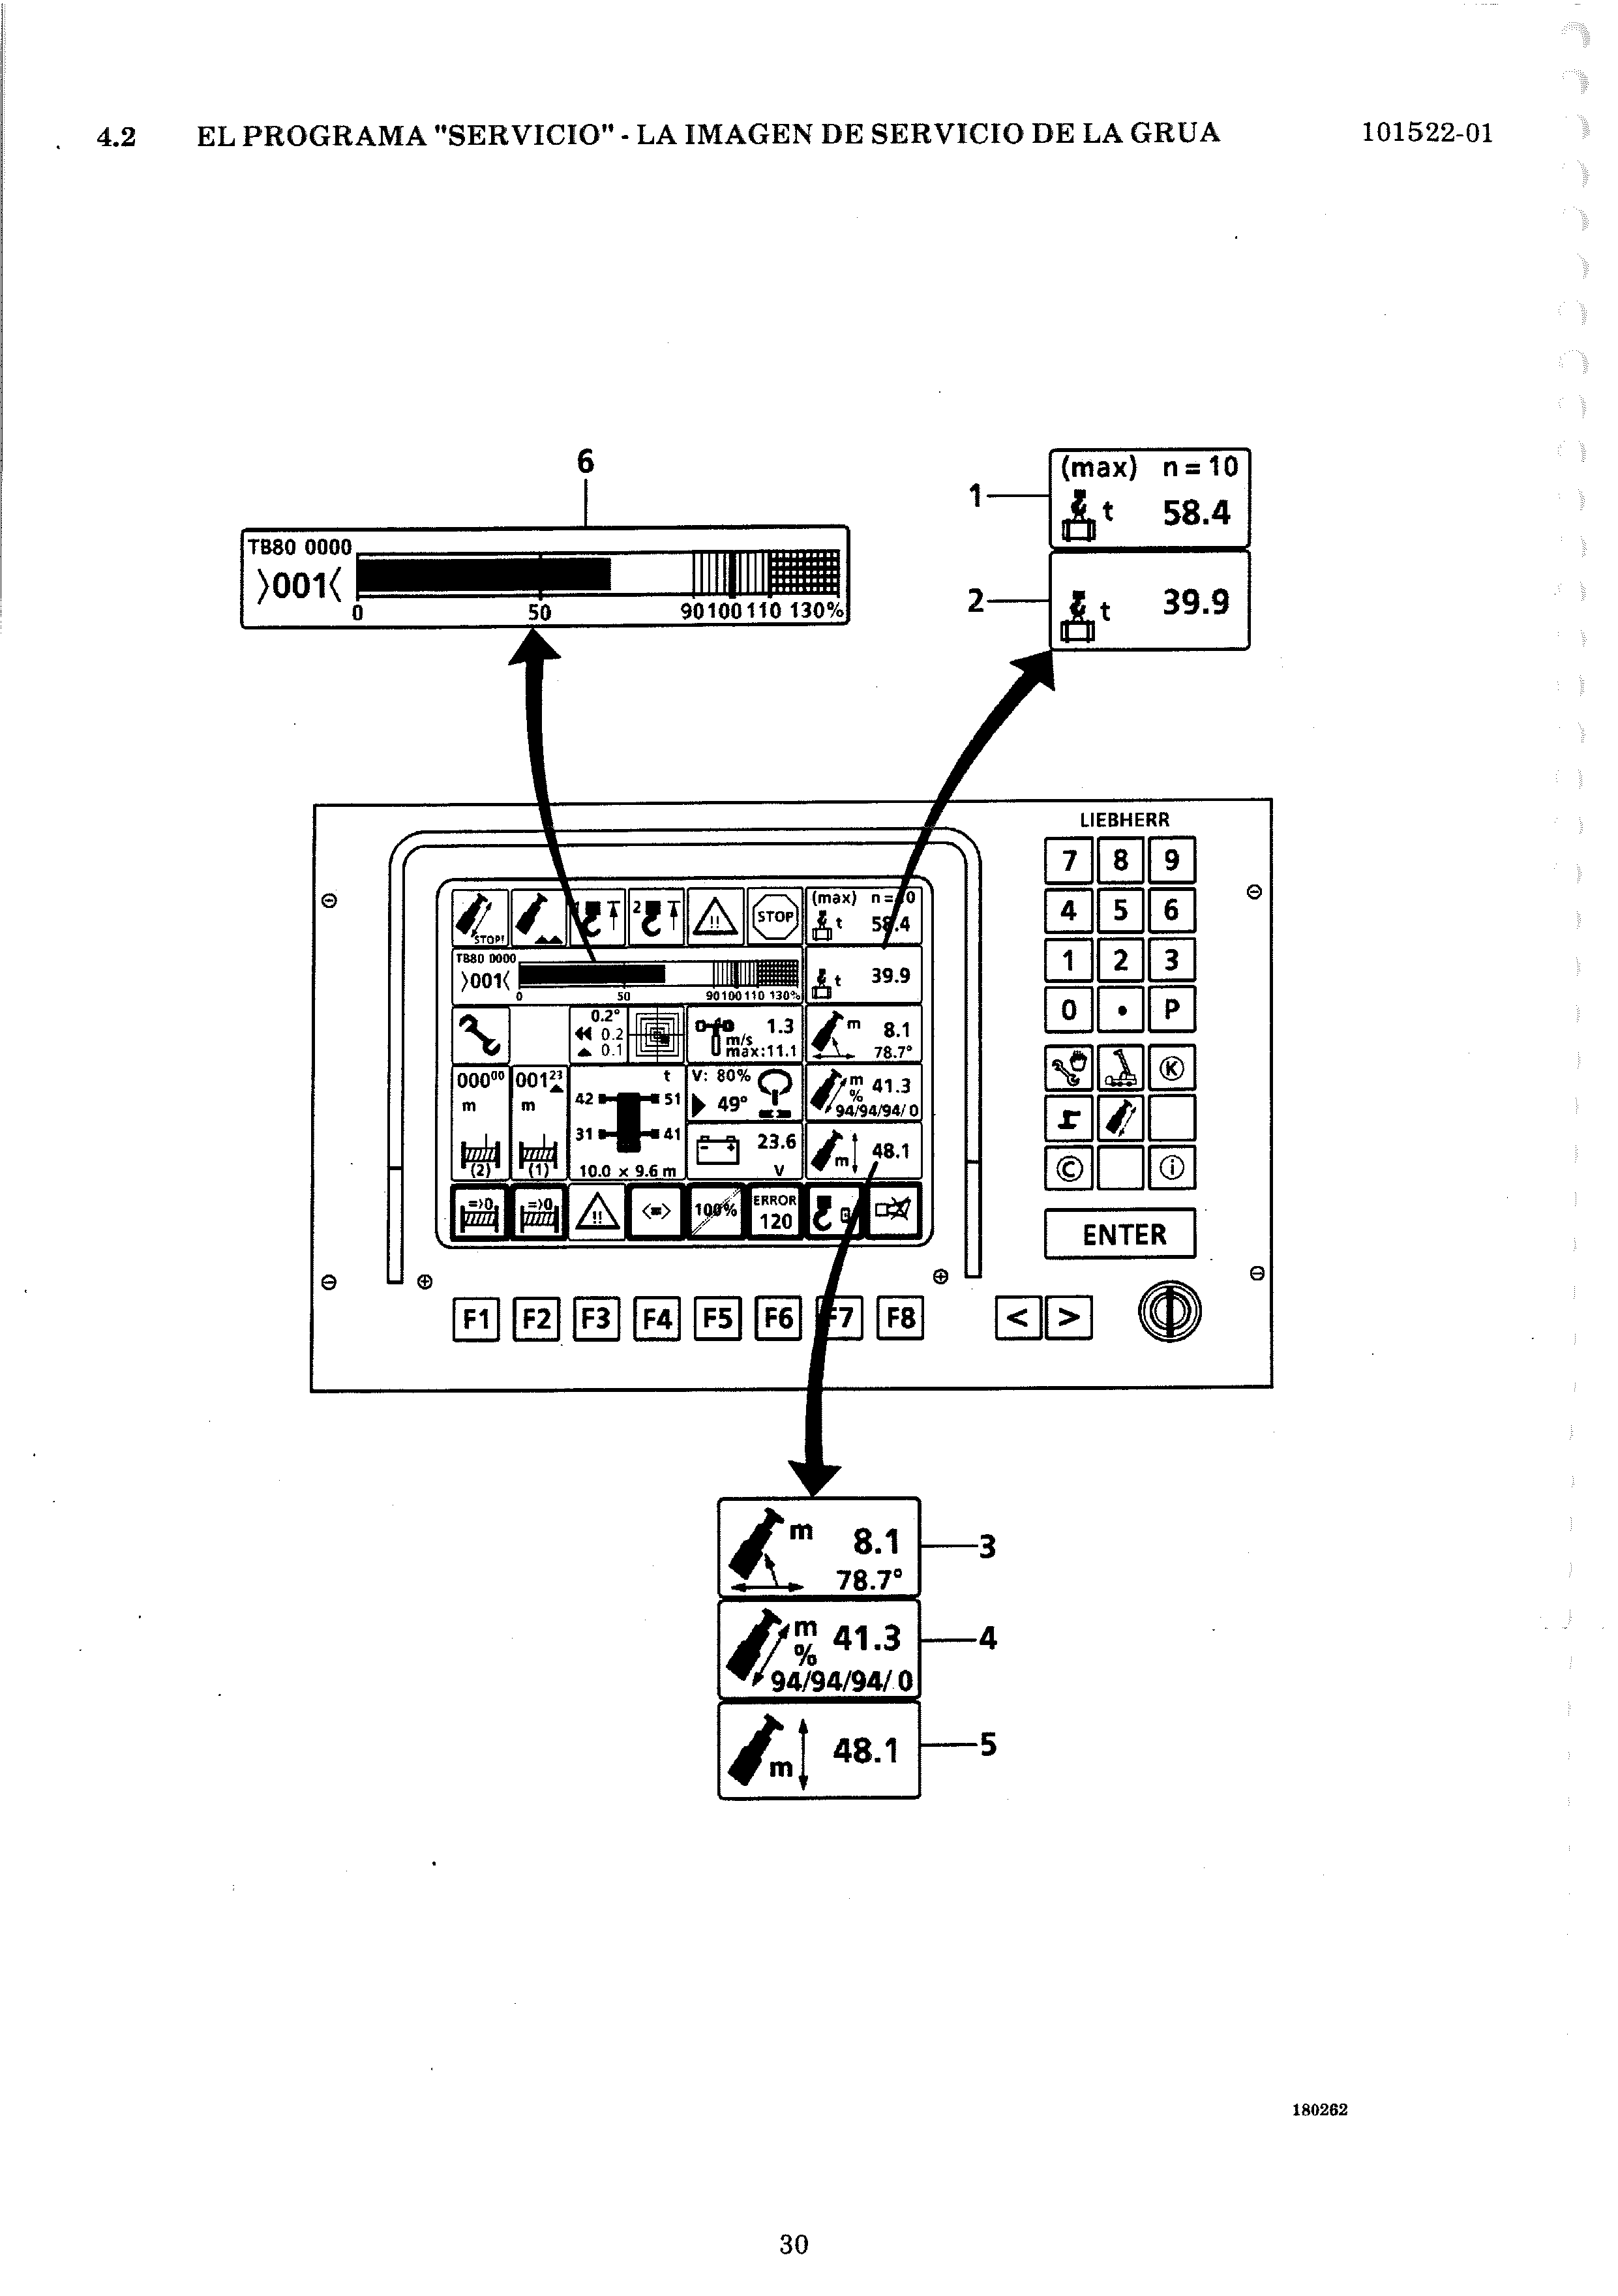 4.2 EL PROGRAMA "SERVICIO" - LA IMAGEN DE SERVICIO DE LA GRUA 101522-01
6
TB80 0000
⟩001⟨
0 50 90 100 110 130%
1
(max) n = 10
t 58.4
2
t 39.9
LIEBHERR
7 8 9
4 5 6
1 2 3
0 • P
K
C i
ENTER
< >
STOP!
1
2
!!
STOP
(max) n = 10
t 58.4
TB80 0000
⟩001⟨
0 50 90 100 110 130%
t 39.9
0.2°
0.2
0.1
1.3
m/s
max:11.1
m 8.1
78.7°
000⁰⁰
m
(2)
001²³
m
(1)
t
42 51
31 41
10.0 x 9.6 m
V: 80%
49°
23.6
V
m 41.3
%
94/94/94/ 0
m 48.1
=⟩0
=⟩0
!!
⟨=⟩
100%
ERROR
120
F1 F2 F3 F4 F5 F6 F7 F8
m 8.1
78.7°
3
m 41.3
%
94/94/94/ 0
4
m 48.1
5
180262
30